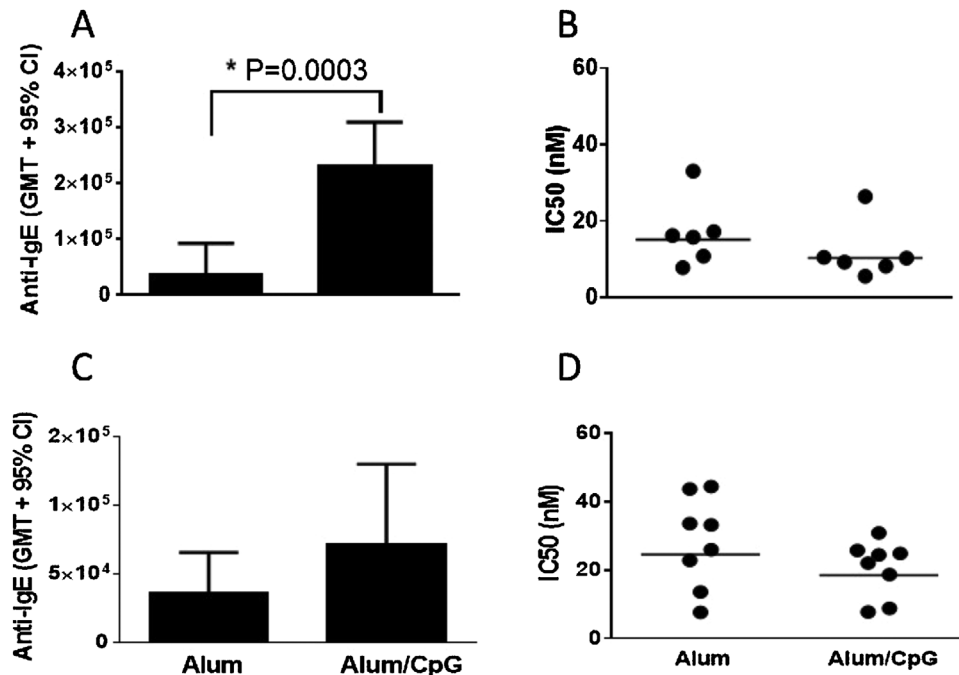 A
Anti-IgE (GMT + 95% CI)
4×10⁵
3×10⁵
2×10⁵
1×10⁵
0
* P=0.0003
B
IC50 (nM)
60
40
20
0
C
Anti-IgE (GMT + 95% CI)
2×10⁵
1×10⁵
5×10⁴
0
Alum
Alum/CpG
D
IC50 (nM)
60
40
20
0
Alum
Alum/CpG